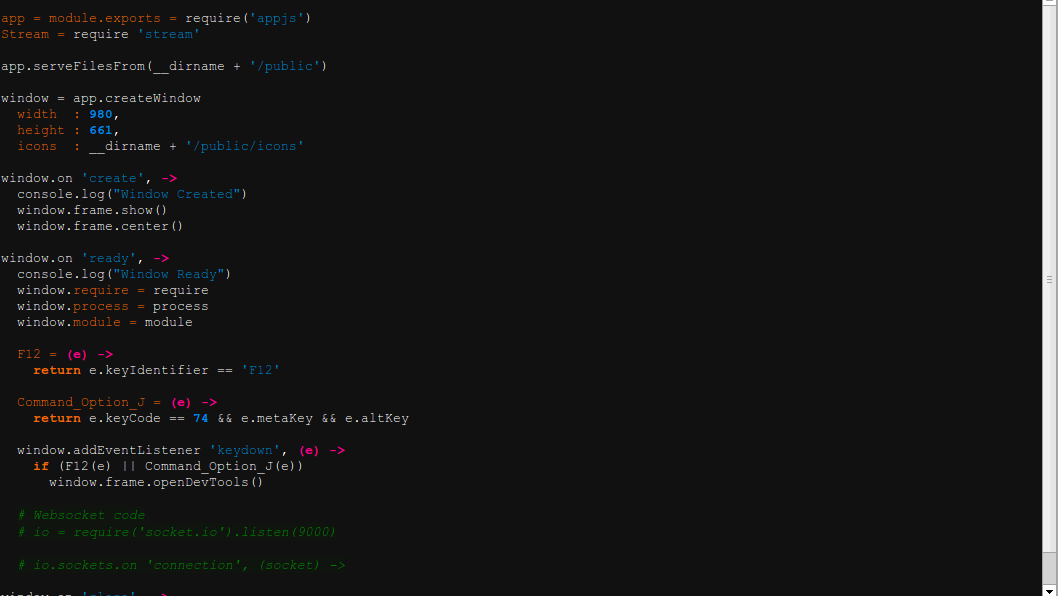 app = module.exports = require('appjs')
Stream = require 'stream'
app.serveFilesFrom(__dirname + '/public')
window = app.createWindow
  width  : 980,
  height : 661,
  icons  : __dirname + '/public/icons'
window.on 'create', ->
  console.log("Window Created")
  window.frame.show()
  window.frame.center()
window.on 'ready', ->
  console.log("Window Ready")
  window.require = require
  window.process = process
  window.module = module
  F12 = (e) ->
    return e.keyIdentifier == 'F12'
  Command_Option_J = (e) ->
    return e.keyCode == 74 && e.metaKey && e.altKey
  window.addEventListener 'keydown', (e) ->
    if (F12(e) || Command_Option_J(e))
      window.frame.openDevTools()
  # Websocket code
  # io = require('socket.io').listen(9000)
  # io.sockets.on 'connection', (socket) ->